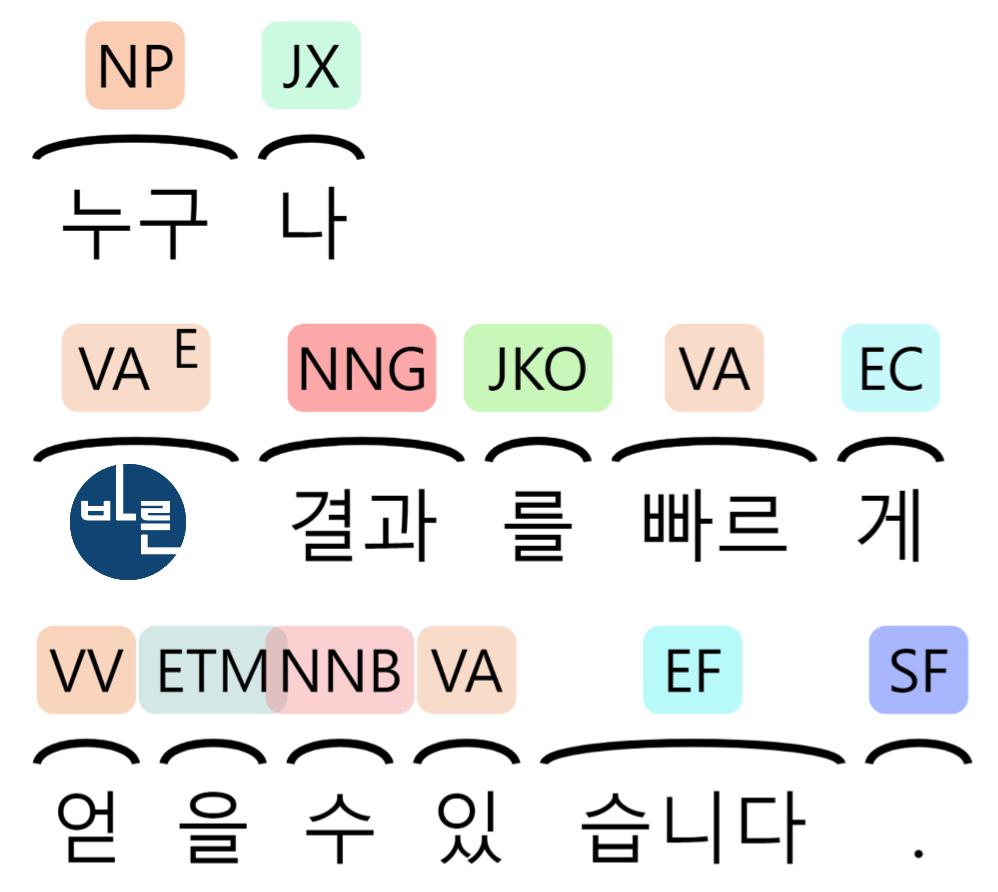 NP JX
누구 나
VA E NNG JKO VA EC
바른 결과 를 빠르 게
VV ETM NNB VA EF SF
얻 을 수 있 습니다 .